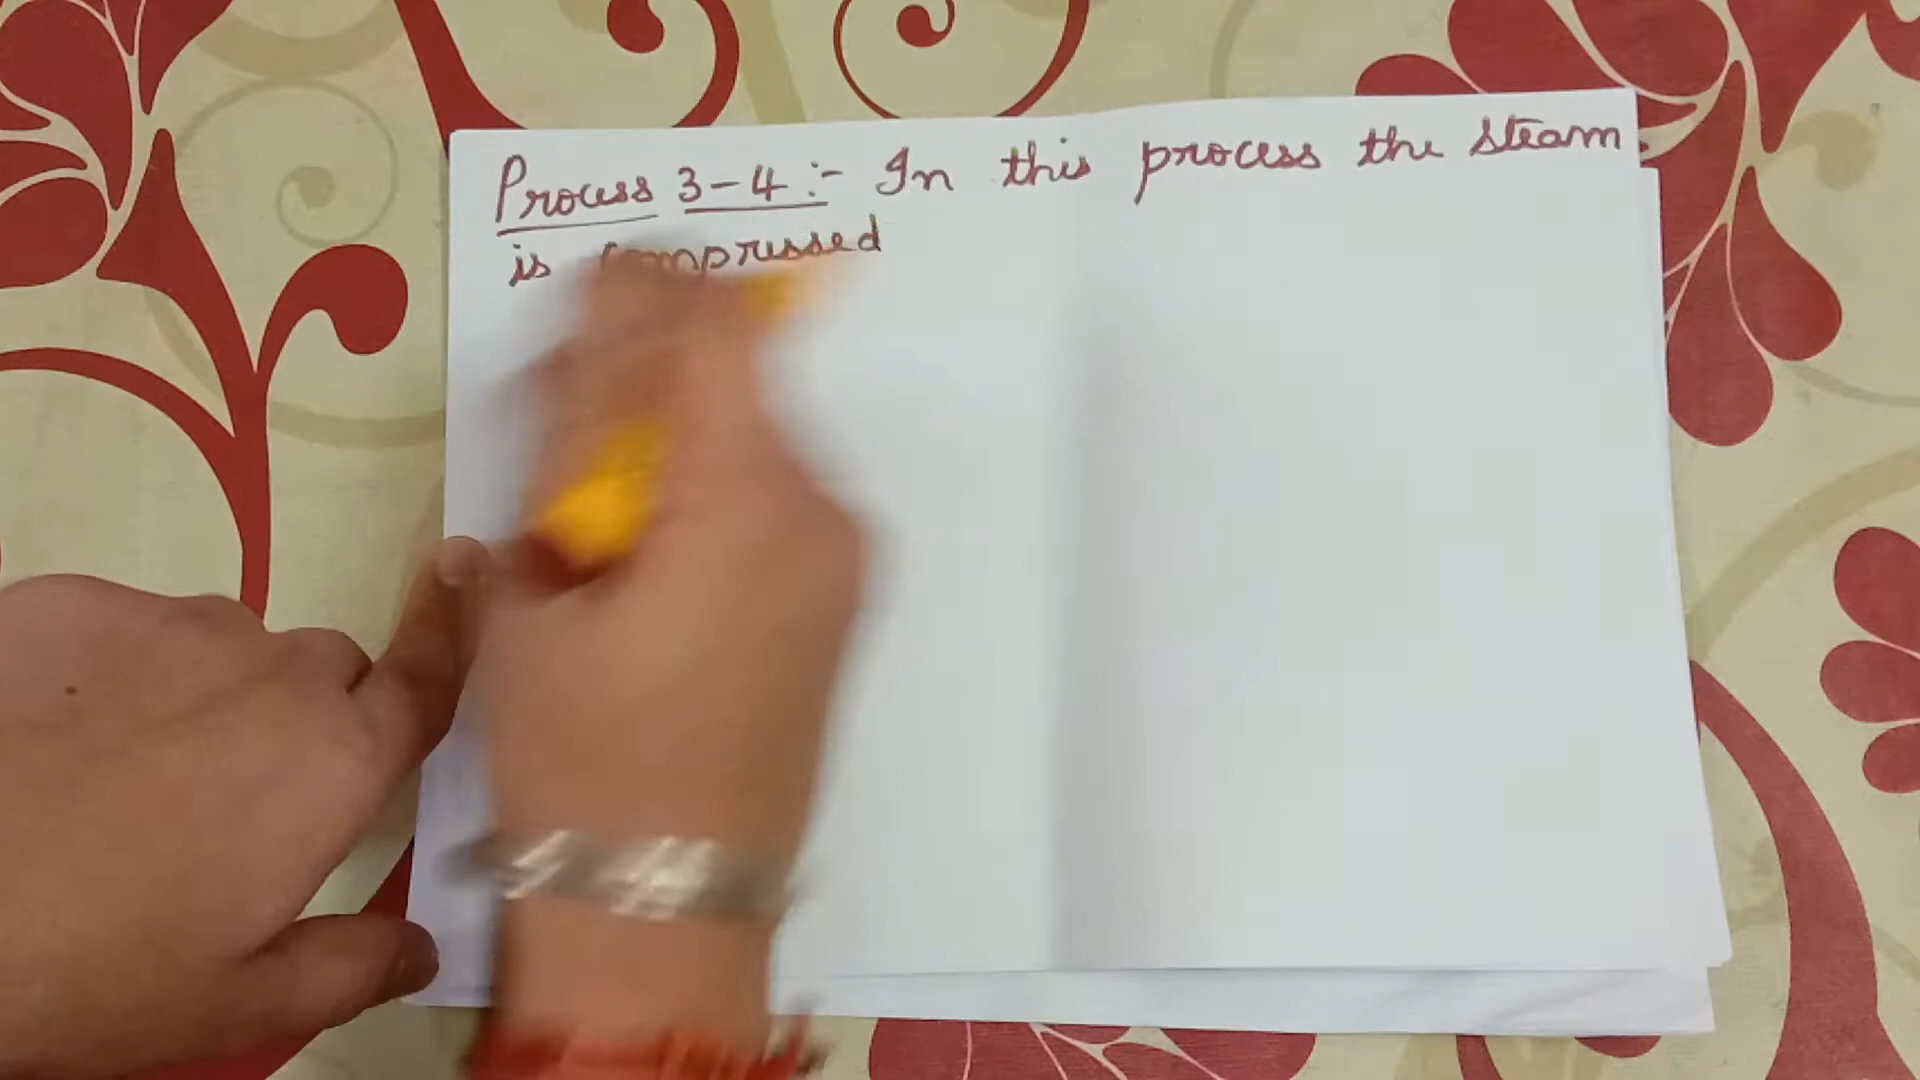 Process 3-4:- In this process the steam
is compressed